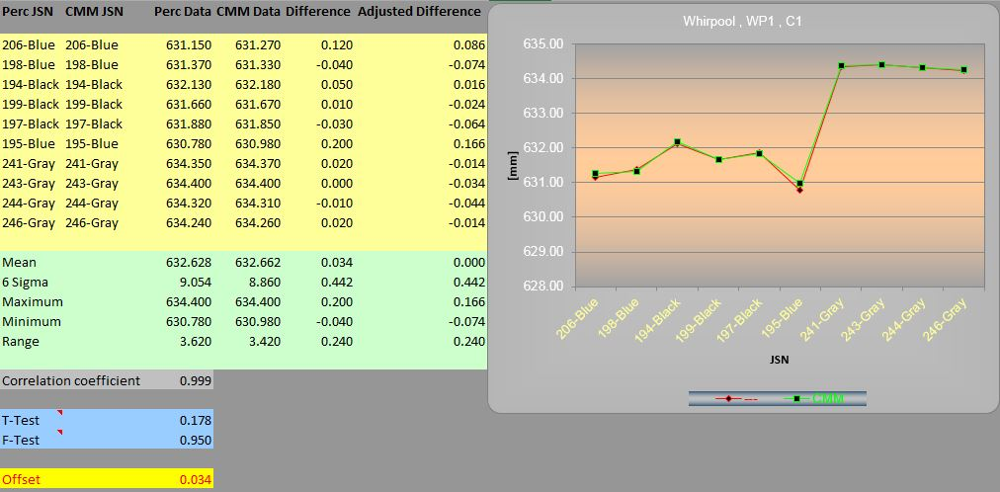 Perc JSN CMM JSN Perc Data CMM Data Difference Adjusted Difference
206-Blue 206-Blue 631.150 631.270 0.120 0.086
198-Blue 198-Blue 631.370 631.330 -0.040 -0.074
194-Black 194-Black 632.130 632.180 0.050 0.016
199-Black 199-Black 631.660 631.670 0.010 -0.024
197-Black 197-Black 631.880 631.850 -0.030 -0.064
195-Blue 195-Blue 630.780 630.980 0.200 0.166
241-Gray 241-Gray 634.350 634.370 0.020 -0.014
243-Gray 243-Gray 634.400 634.400 0.000 -0.034
244-Gray 244-Gray 634.320 634.310 -0.010 -0.044
246-Gray 246-Gray 634.240 634.260 0.020 -0.014
Mean 632.628 632.662 0.034 0.000
6 Sigma 9.054 8.860 0.442 0.442
Maximum 634.400 634.400 0.200 0.166
Minimum 630.780 630.980 -0.040 -0.074
Range 3.620 3.420 0.240 0.240
Correlation coefficient 0.999
T-Test 0.178
F-Test 0.950
Offset 0.034
Whirpool , WP1 , C1
635.00
634.00
633.00
632.00
631.00
630.00
629.00
628.00
[mm]
206-Blue
198-Blue
194-Black
199-Black
197-Black
195-Blue
241-Gray
243-Gray
244-Gray
246-Gray
JSN
--- CMM